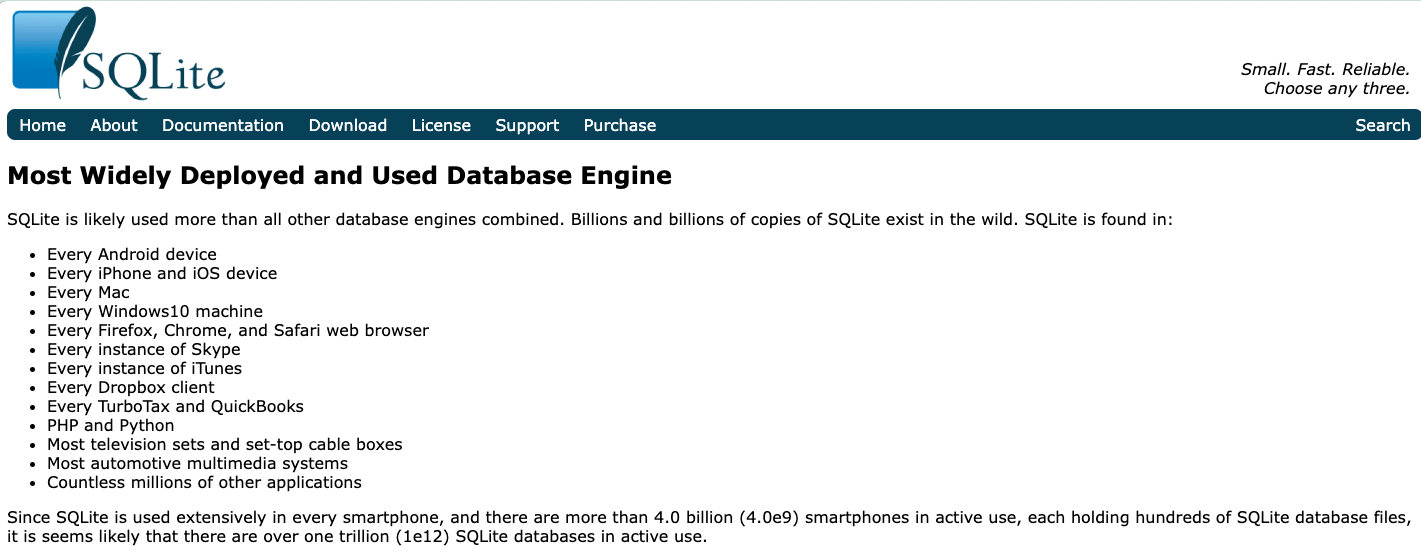 SQLite
Small. Fast. Reliable.
Choose any three.
Home About Documentation Download License Support Purchase Search
Most Widely Deployed and Used Database Engine
SQLite is likely used more than all other database engines combined. Billions and billions of copies of SQLite exist in the wild. SQLite is found in:
• Every Android device
• Every iPhone and iOS device
• Every Mac
• Every Windows10 machine
• Every Firefox, Chrome, and Safari web browser
• Every instance of Skype
• Every instance of iTunes
• Every Dropbox client
• Every TurboTax and QuickBooks
• PHP and Python
• Most television sets and set-top cable boxes
• Most automotive multimedia systems
• Countless millions of other applications
Since SQLite is used extensively in every smartphone, and there are more than 4.0 billion (4.0e9) smartphones in active use, each holding hundreds of SQLite database files,
it is seems likely that there are over one trillion (1e12) SQLite databases in active use.